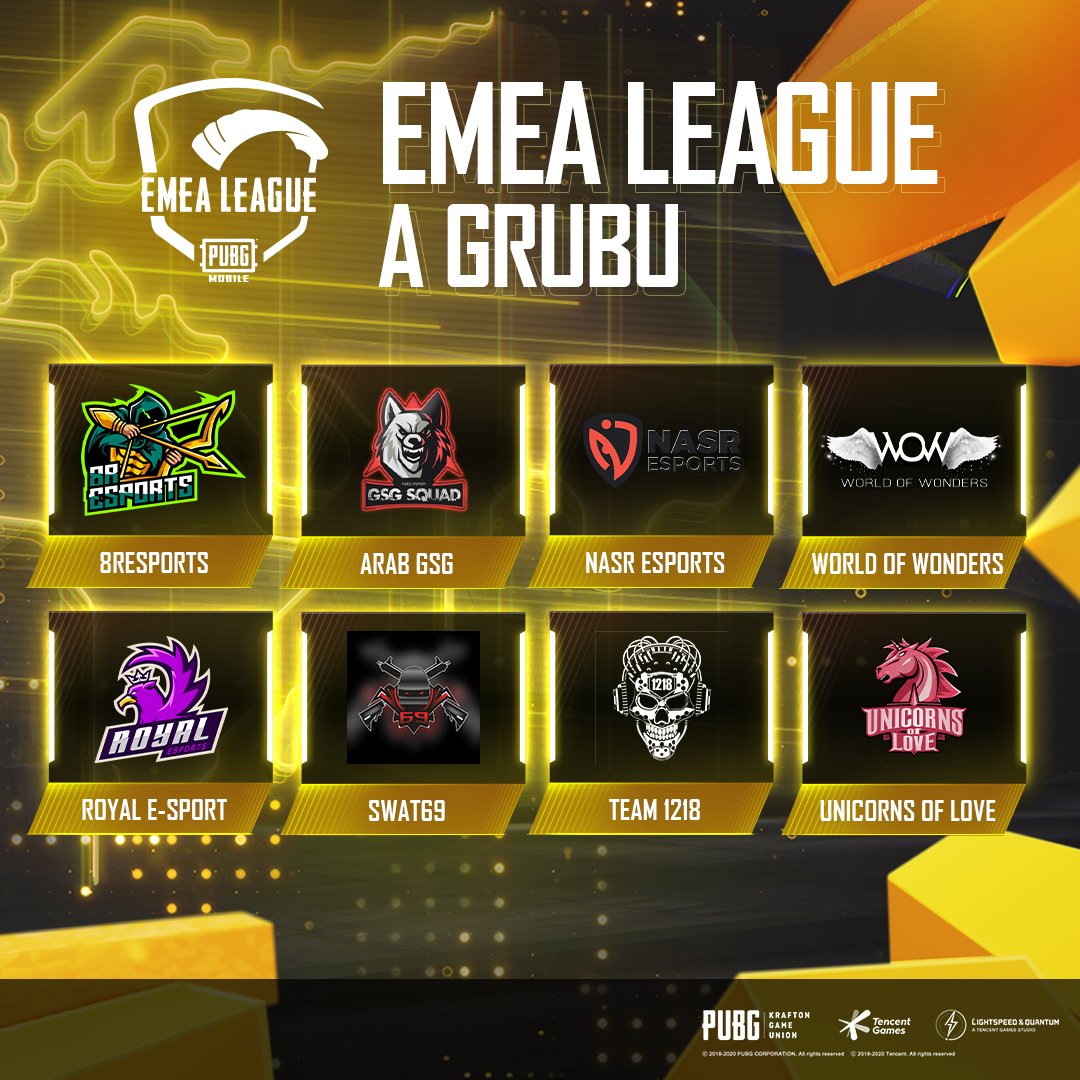 EMEA LEAGUE
A GRUBU
EMEA LEAGUE
PUBG
MOBILE
8R
ESPORTS
GSG SQUAD
NASR
ESPORTS
WOW
WORLD OF WONDERS
8RESPORTS
ARAB GSG
NASR ESPORTS
WORLD OF WONDERS
ROYAL
ESPORTS
69
1218
UNICORNS
OF
LOVE
ROYAL E-SPORT
SWAT69
TEAM 1218
UNICORNS OF LOVE
PUBG
KRAFTON
GAME
UNION
Tencent
Games
LIGHTSPEED & QUANTUM
A TENCENT GAMES STUDIO
© 2018-2020 PUBG CORPORATION. All rights reserved © 2018-2020 Tencent. All rights reserved